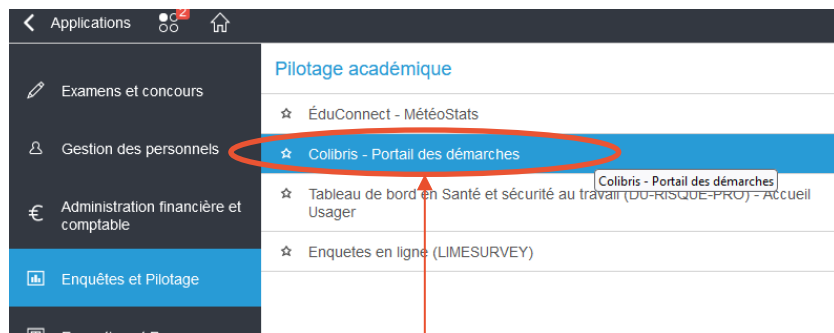 Applications
2
Pilotage académique
Examens et concours
ÉduConnect - MétéoStats
Gestion des personnels
Colibris - Portail des démarches
Colibris - Portail des démarches
Administration financière et
comptable
Tableau de bord en Santé et sécurité au travail (DU-RISQUE-PRO) - Accueil
Usager
Enquetes en ligne (LIMESURVEY)
Enquêtes et Pilotage